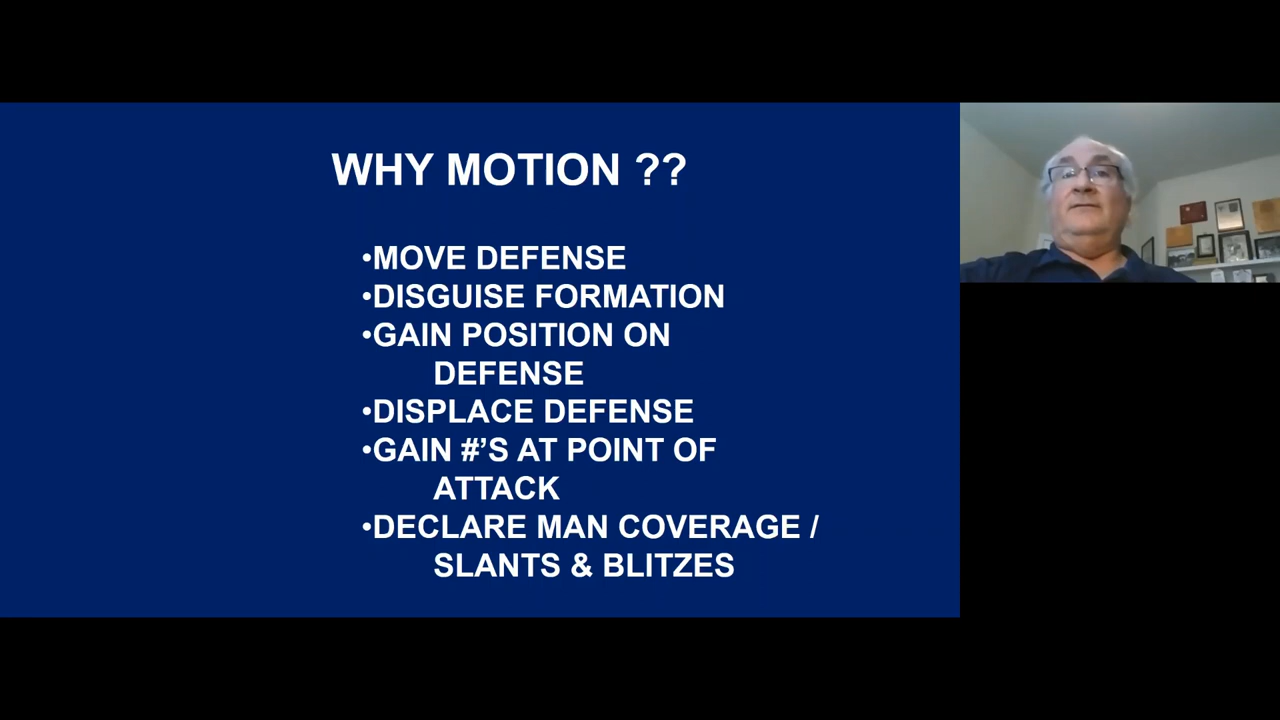 WHY MOTION ??
•MOVE DEFENSE
•DISGUISE FORMATION
•GAIN POSITION ON
DEFENSE
•DISPLACE DEFENSE
•GAIN #’S AT POINT OF
ATTACK
•DECLARE MAN COVERAGE /
SLANTS & BLITZES